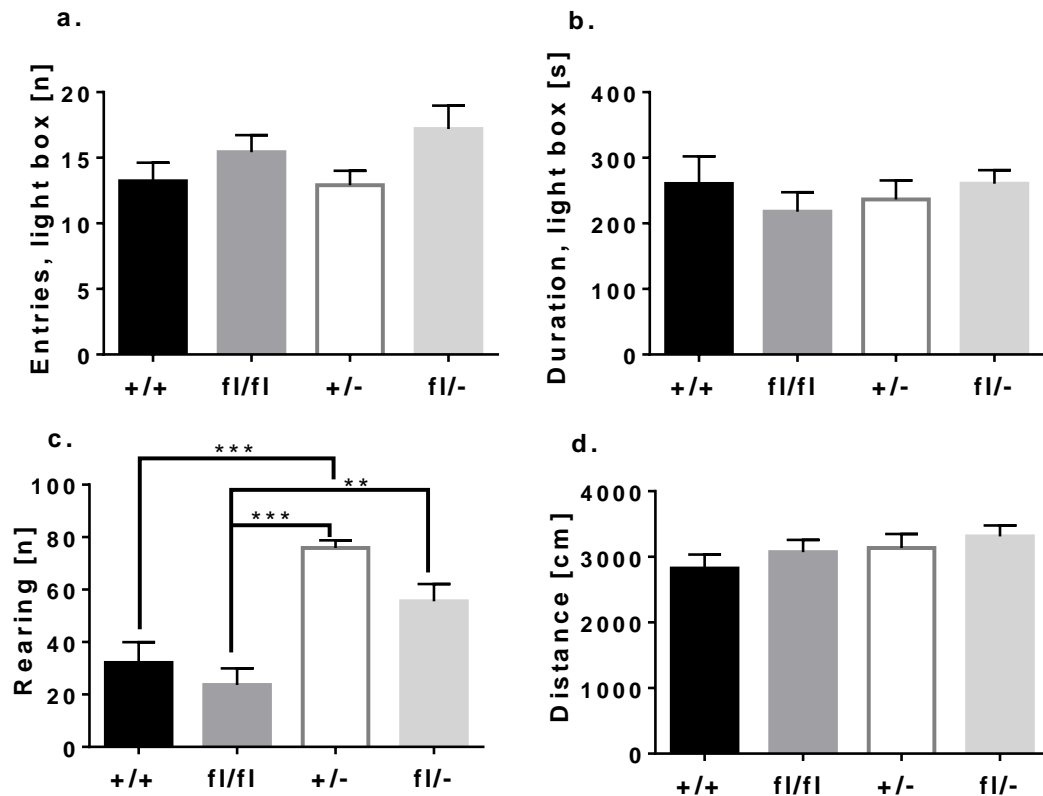 a.
Entries, light box [n]
20
15
10
5
0
+/+ fl/fl +/- fl/-
b.
Duration, light box [s]
400
300
200
100
0
+/+ fl/fl +/- fl/-
c.
Rearing [n]
100
80
60
40
20
0
***
**
***
+/+ fl/fl +/- fl/-
d.
Distance [cm]
4000
3000
2000
1000
0
+/+ fl/fl +/- fl/-